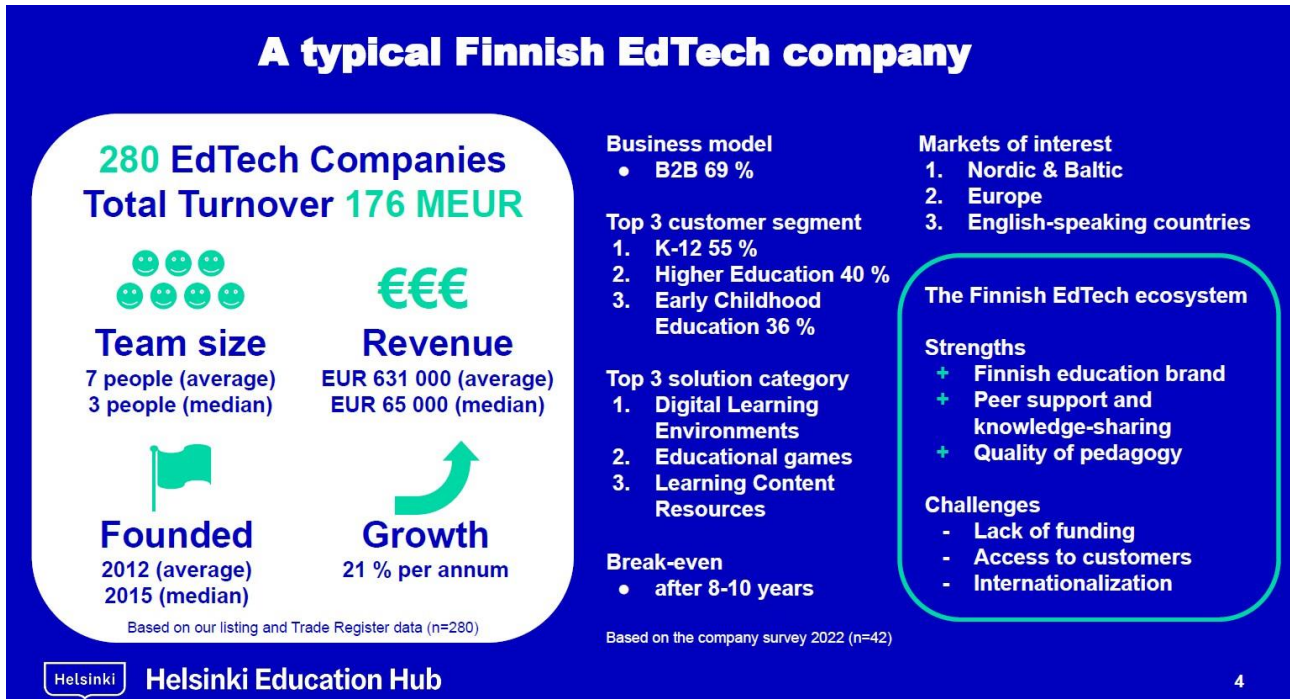 A typical Finnish EdTech company
280 EdTech Companies
Total Turnover 176 MEUR
Team size
7 people (average)
3 people (median)
€€€
Revenue
EUR 631 000 (average)
EUR 65 000 (median)
Founded
2012 (average)
2015 (median)
Growth
21 % per annum
Based on our listing and Trade Register data (n=280)
Business model
● B2B 69 %
Top 3 customer segment
1. K-12 55 %
2. Higher Education 40 %
3. Early Childhood
Education 36 %
Top 3 solution category
1. Digital Learning
Environments
2. Educational games
3. Learning Content
Resources
Break-even
● after 8-10 years
Based on the company survey 2022 (n=42)
Markets of interest
1. Nordic & Baltic
2. Europe
3. English-speaking countries
The Finnish EdTech ecosystem
Strengths
+ Finnish education brand
+ Peer support and
knowledge-sharing
+ Quality of pedagogy
Challenges
- Lack of funding
- Access to customers
- Internationalization
Helsinki
Helsinki Education Hub
4